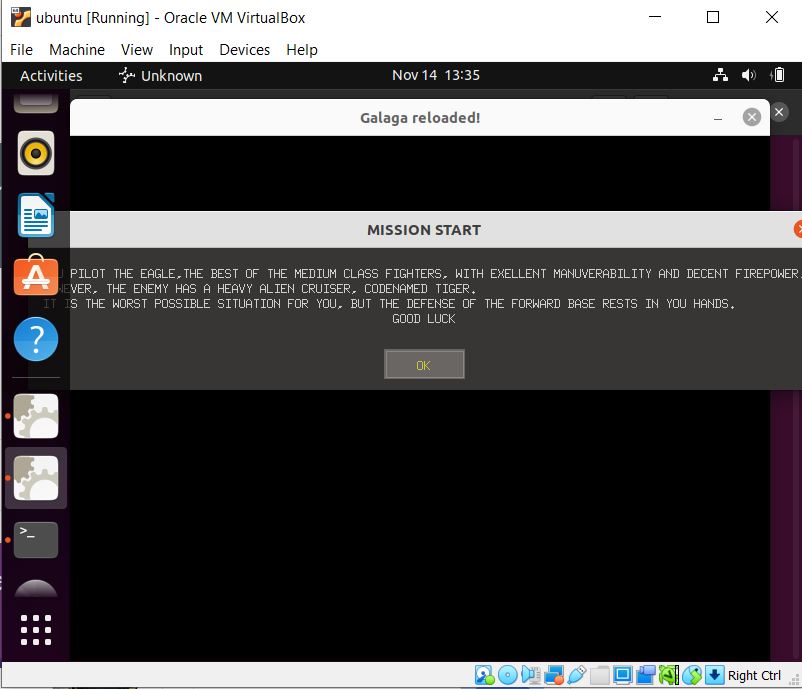 ubuntu [Running] - Oracle VM VirtualBox
File Machine View Input Devices Help
Activities Unknown Nov 14 13:35
Galaga reloaded!
MISSION START
PILOT THE EAGLE,THE BEST OF THE MEDIUM CLASS FIGHTERS, WITH EXELLENT MANUVERABILITY AND DECENT FIREPOWER.
THE ENEMY HAS A HEAVY ALIEN CRUISER, CODENAMED TIGER.
IT IS THE WORST POSSIBLE SITUATION FOR YOU, BUT THE DEFENSE OF THE FORWARD BASE RESTS IN YOU HANDS.
GOOD LUCK
OK
Right Ctrl